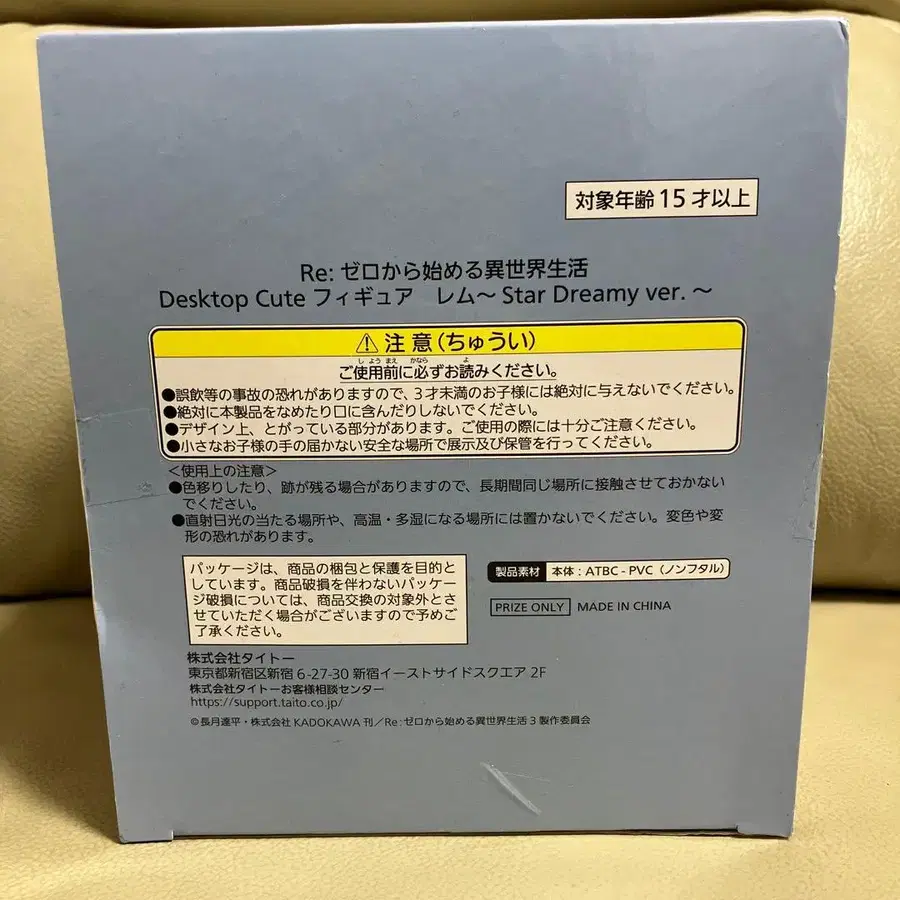 対象年齢 15 才以上
Re: ゼロから始める異世界生活
Desktop Cute フィギュア　レム～ Star Dreamy ver. ～
⚠ 注 意（ちゅうい）
しようまえ かなら よ
ご使用前に必ずお読みください。
●誤飲等の事故の恐れがありますので、3才未満のお子様には絶対に与えないでください。
●絶対に本製品をなめたり口に含んだりしないでください。
●デザイン上、とがっている部分があります。ご使用の際には十分ご注意ください。
●小さなお子様の手の届かない安全な場所で展示及び保管を行ってください。
＜使用上の注意＞
●色移りしたり、跡が残る場合がありますので、長期間同じ場所に接触させておかない
でください。
●直射日光の当たる場所や、高温・多湿になる場所には置かないでください。変色や変
形の恐れがあります。
パッケージは、商品の梱包と保護を目的と
しています。商品破損を伴わないパッケー
ジ破損については、商品交換の対象外とさ
せていただく場合がございますので予めご
了承ください。
製品素材 本体：ATBC - PVC（ノンフタル）
PRIZE ONLY MADE IN CHINA
株式会社タイトー
東京都新宿区新宿 6-27-30 新宿イーストサイドスクエア 2F
株式会社タイトーお客様相談センター
https://support.taito.co.jp/
©長月達平・株式会社 KADOKAWA 刊／Re：ゼロから始める異世界生活 3 製作委員会